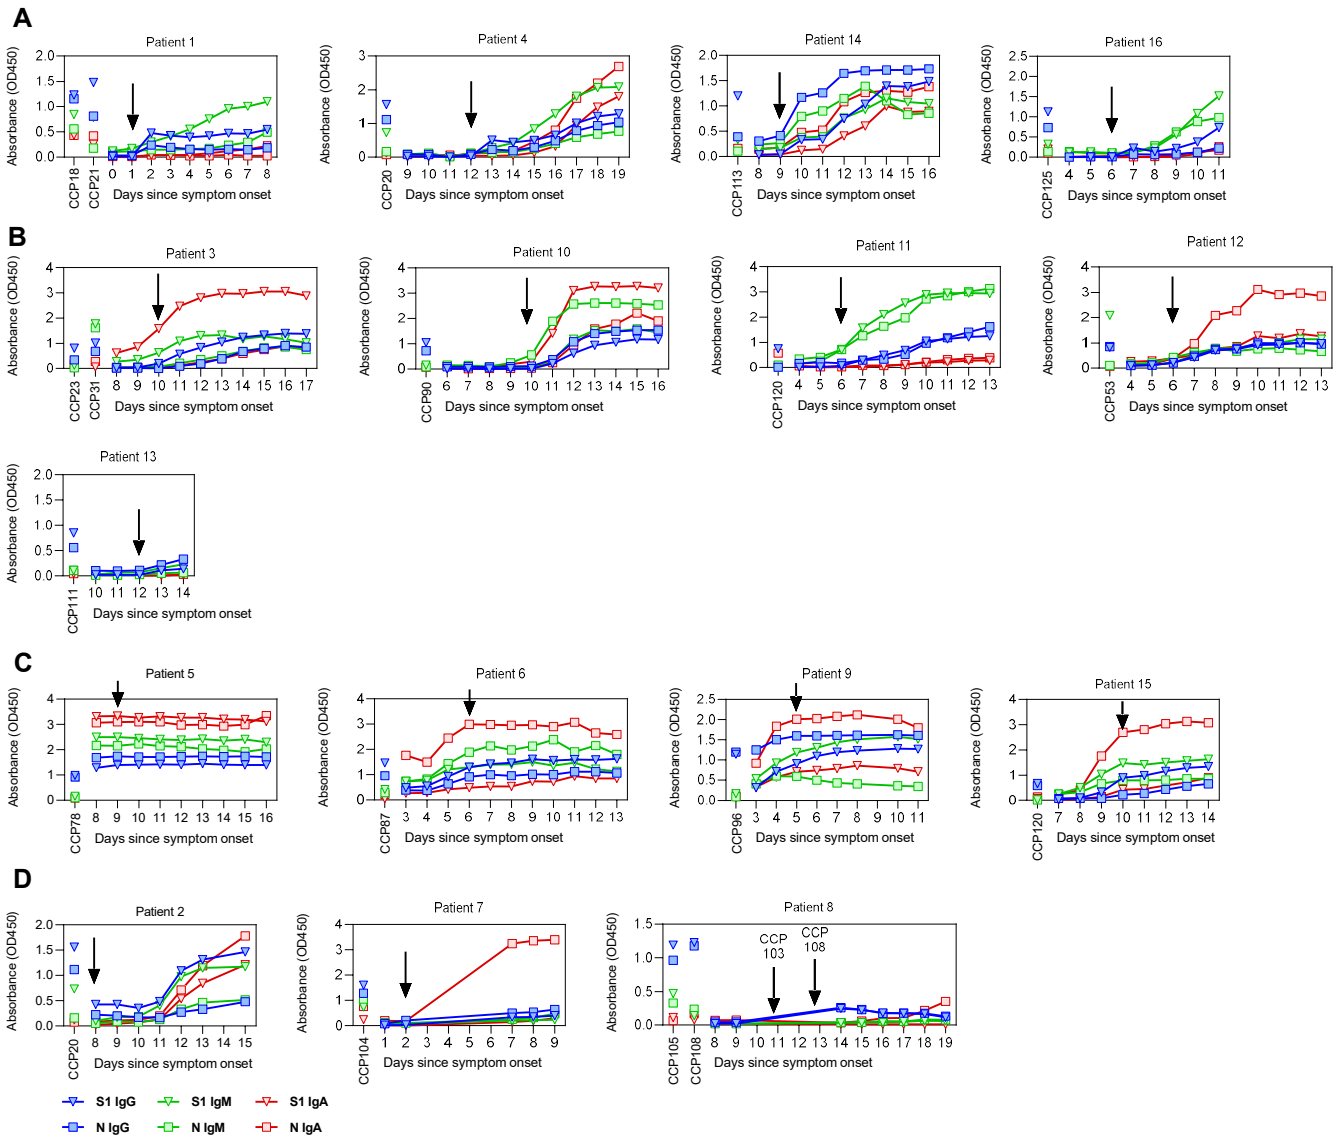 A
Patient 1
Absorbance (OD450)
2.0
1.5
1.0
0.5
0.0
CCP18
CCP21
0 1 2 3 4 5 6 7 8
Days since symptom onset
Patient 4
Absorbance (OD450)
3
2
1
0
CCP20
9 10 11 12 13 14 15 16 17 18 19
Days since symptom onset
Patient 14
Absorbance (OD450)
2.0
1.5
1.0
0.5
0.0
CCP113
8 9 10 11 12 13 14 15 16
Days since symptom onset
Patient 16
Absorbance (OD450)
2.5
2.0
1.5
1.0
0.5
0.0
CCP125
4 5 6 7 8 9 10 11
Days since symptom onset
B
Patient 3
Absorbance (OD450)
4
3
2
1
0
CCP23
CCP31
8 9 10 11 12 13 14 15 16 17
Days since symptom onset
Patient 10
Absorbance (OD450)
4
3
2
1
0
CCP90
6 7 8 9 10 11 12 13 14 15 16
Days since symptom onset
Patient 11
Absorbance (OD450)
4
3
2
1
0
CCP120
4 5 6 7 8 9 10 11 12 13
Days since symptom onset
Patient 12
Absorbance (OD450)
4
3
2
1
0
CCP53
4 5 6 7 8 9 10 11 12 13
Days since symptom onset
Patient 13
Absorbance (OD450)
2.0
1.5
1.0
0.5
0.0
CCP111
10 11 12 13 14
Days since symptom onset
C
Patient 5
Absorbance (OD450)
4
3
2
1
0
CCP78
8 9 10 11 12 13 14 15 16
Days since symptom onset
Patient 6
Absorbance (OD450)
4
3
2
1
0
CCP87
3 4 5 6 7 8 9 10 11 12 13
Days since symptom onset
Patient 9
Absorbance (OD450)
2.5
2.0
1.5
1.0
0.5
0.0
CCP96
3 4 5 6 7 8 9 10 11
Days since symptom onset
Patient 15
Absorbance (OD450)
4
3
2
1
0
CCP120
7 8 9 10 11 12 13 14
Days since symptom onset
D
Patient 2
Absorbance (OD450)
2.0
1.5
1.0
0.5
0.0
CCP20
8 9 10 11 12 13 14 15
Days since symptom onset
Patient 7
Absorbance (OD450)
4
3
2
1
0
CCP104
1 2 3 4 5 6 7 8 9
Days since symptom onset
Patient 8
Absorbance (OD450)
1.5
1.0
0.5
0.0
CCP
103
CCP
108
CCP105
CCP108
8 9 10 11 12 13 14 15 16 17 18 19
Days since symptom onset
S1 IgG S1 IgM S1 IgA
N IgG N IgM N IgA